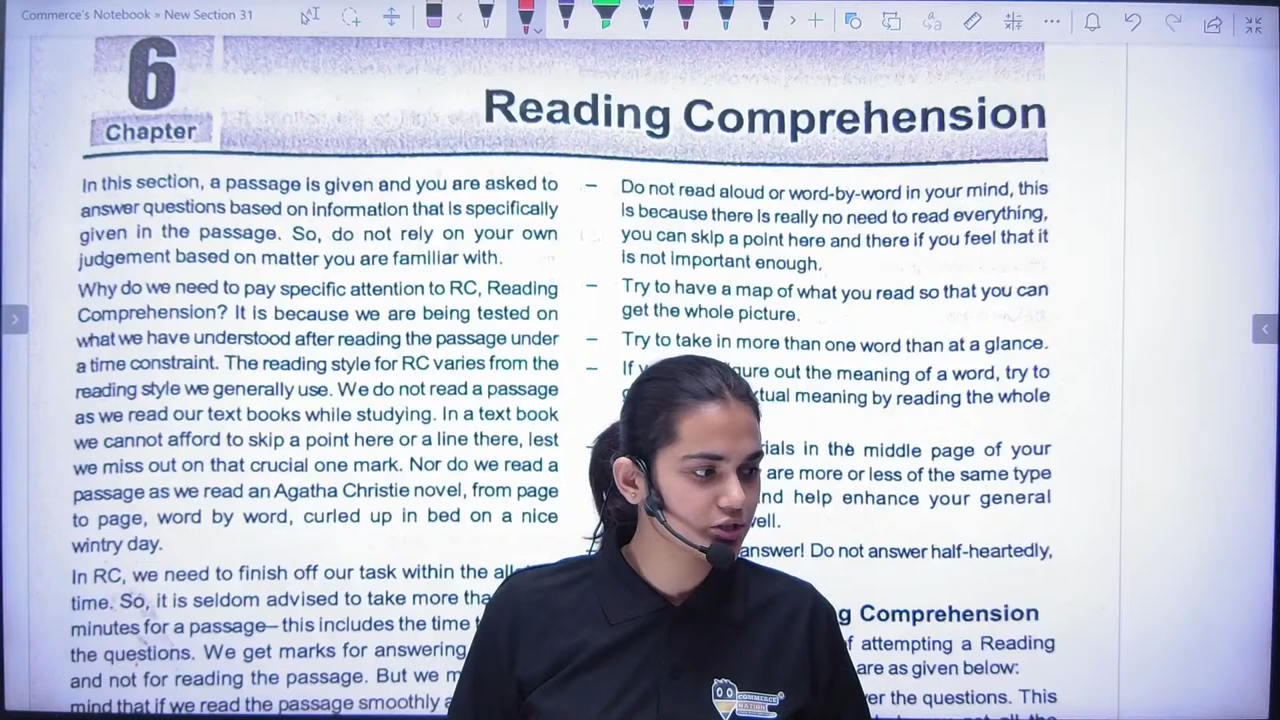 Commerce's Notebook » New Section 31
6
Chapter
Reading Comprehension
In this section, a passage is given and you are asked to
answer questions based on information that is specifically
given in the passage. So, do not rely on your own
judgement based on matter you are familiar with.
Why do we need to pay specific attention to RC, Reading
Comprehension? It is because we are being tested on
what we have understood after reading the passage under
a time constraint. The reading style for RC varies from the
reading style we generally use. We do not read a passage
as we read our text books while studying. In a text book
we cannot afford to skip a point here or a line there, lest
we miss out on that crucial one mark. Nor do we read a
passage as we read an Agatha Christie novel, from page
to page, word by word, curled up in bed on a nice
wintry day.
In RC, we need to finish off our task within the
time. So, it is seldom advised to take more
minutes for a passage– this includes the time
the questions. We get marks for answering
and not for reading the passage. But we
mind that if we read the passage smoothly
– Do not read aloud or word-by-word in your mind, this
is because there is really no need to read everything,
you can skip a point here and there if you feel that it
is not important enough.
– Try to have a map of what you read so that you can
get the whole picture.
– Try to take in more than one word than at a glance.
– If out the meaning of a word, try to
meaning by reading the whole
in the middle page of your
are more or less of the same type
help enhance your general
answer! Do not answer half-heartedly,
Comprehension
attempting a Reading
are as given below:
the questions. This
COMMERCE
NATION